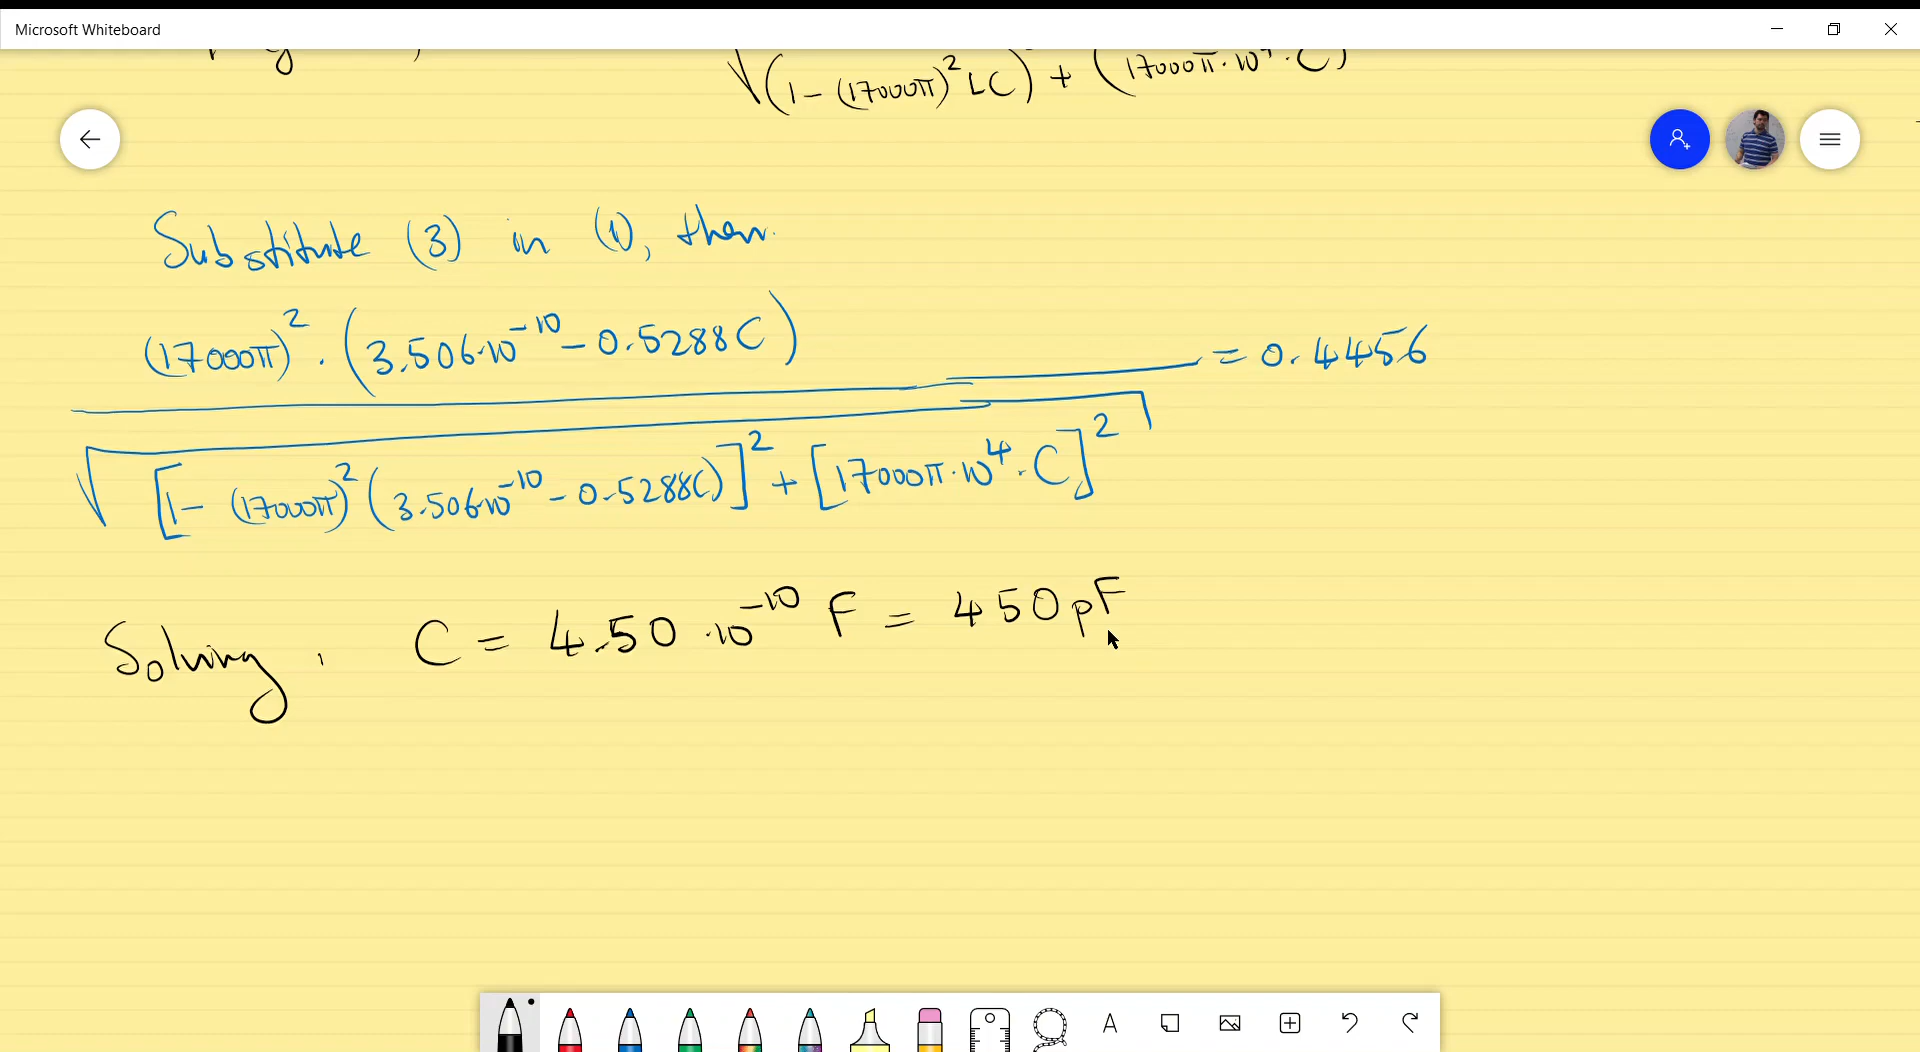 Microsoft Whiteboard
√(1 - (17000π)² LC) + (17000π · 10⁴ · C)
Substitute (3) in (1), then
(17000π)² · (3.506·10⁻¹⁰ - 0.5288C)
= 0.4456
√[1 - (17000π)² (3.506·10⁻¹⁰ - 0.5288C)]² + [17000π · 10⁴ · C]²
Solving, C = 4.50 · 10⁻¹⁰ F = 450 pF
A